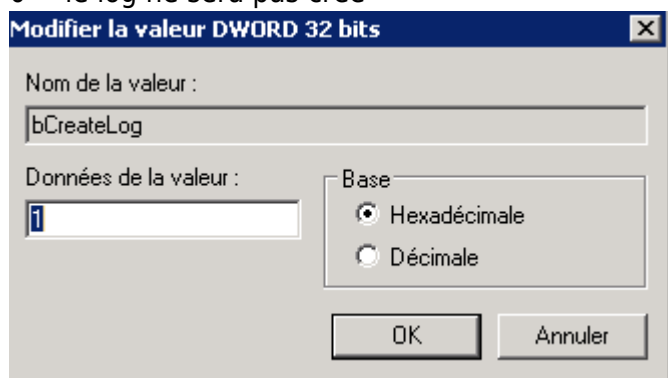 Modifier la valeur DWORD 32 bits
Nom de la valeur :
bCreateLog
Données de la valeur :
1
Base
Hexadécimale
Décimale
OK
Annuler